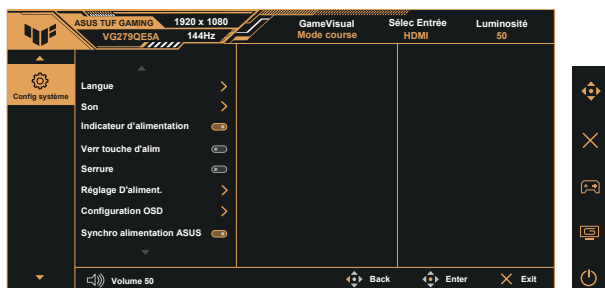 ASUS TUF GAMING 1920 x 1080
VG279QE5A 144Hz
GameVisual
Mode course
Sélec Entrée
HDMI
Luminosité
50
Config système
Langue
Son
Indicateur d'alimentation
Verr touche d'alim
Serrure
Réglage D'aliment.
Configuration OSD
Synchro alimentation ASUS
Volume 50
Back
Enter
Exit